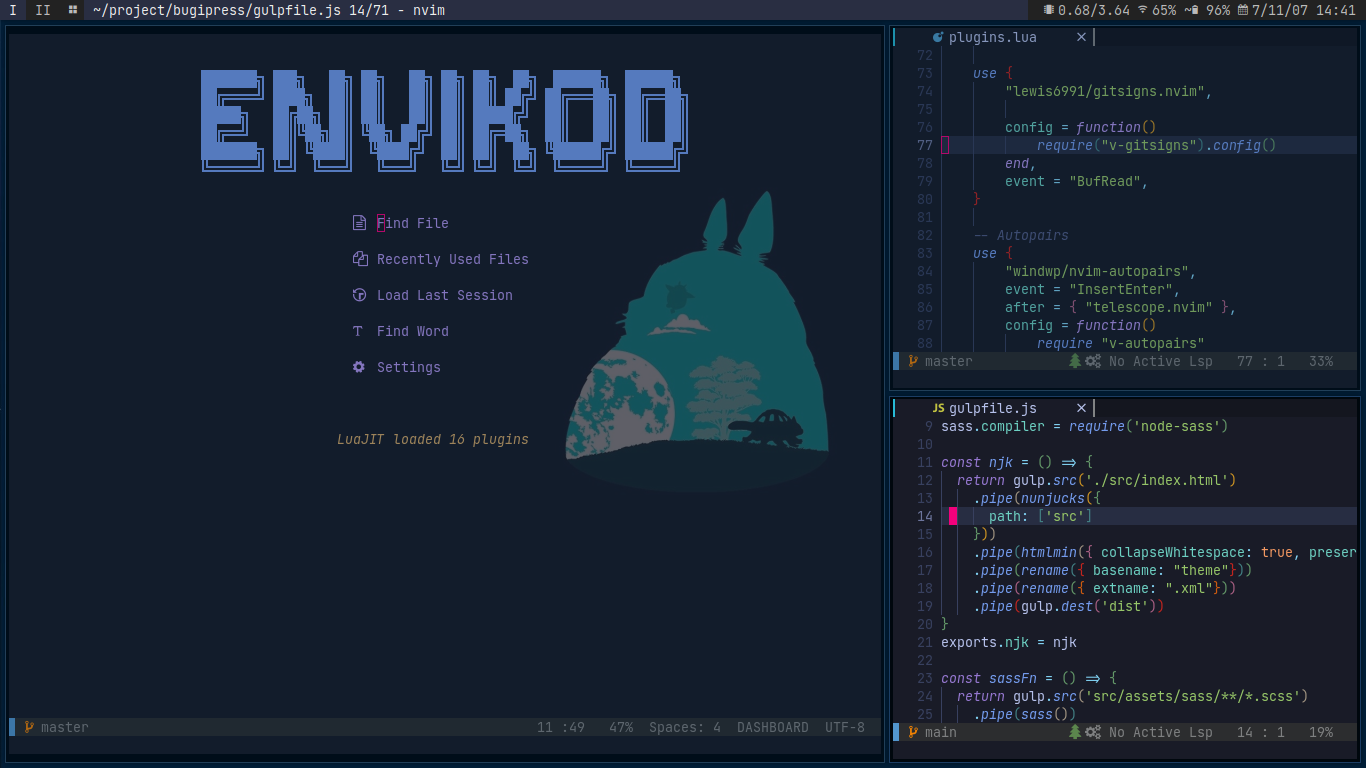 I II ~/project/bugipress/gulpfile.js 14/71 - nvim 0.68/3.64 65% ~ 96% 7/11/07 14:41
ENVIKOD
Find File
Recently Used Files
Load Last Session
Find Word
Settings
LuaJIT loaded 16 plugins
master 11 :49 47% Spaces: 4 DASHBOARD UTF-8
plugins.lua ×
72
73 use {
74 "lewis6991/gitsigns.nvim",
75
76 config = function()
77 require("v-gitsigns").config()
78 end,
79 event = "BufRead",
80 }
81
82 -- Autopairs
83 use {
84 "windwp/nvim-autopairs",
85 event = "InsertEnter",
86 after = { "telescope.nvim" },
87 config = function()
88 require "v-autopairs"
master No Active Lsp 77 : 1 33%
JS gulpfile.js ×
9 sass.compiler = require('node-sass')
10
11 const njk = () => {
12 return gulp.src('./src/index.html')
13 .pipe(nunjucks({
14 path: ['src']
15 }))
16 .pipe(htmlmin({ collapseWhitespace: true, preser
17 .pipe(rename({ basename: "theme"}))
18 .pipe(rename({ extname: ".xml"}))
19 .pipe(gulp.dest('dist'))
20 }
21 exports.njk = njk
22
23 const sassFn = () => {
24 return gulp.src('src/assets/sass/**/*.scss')
25 .pipe(sass())
main No Active Lsp 14 : 1 19%